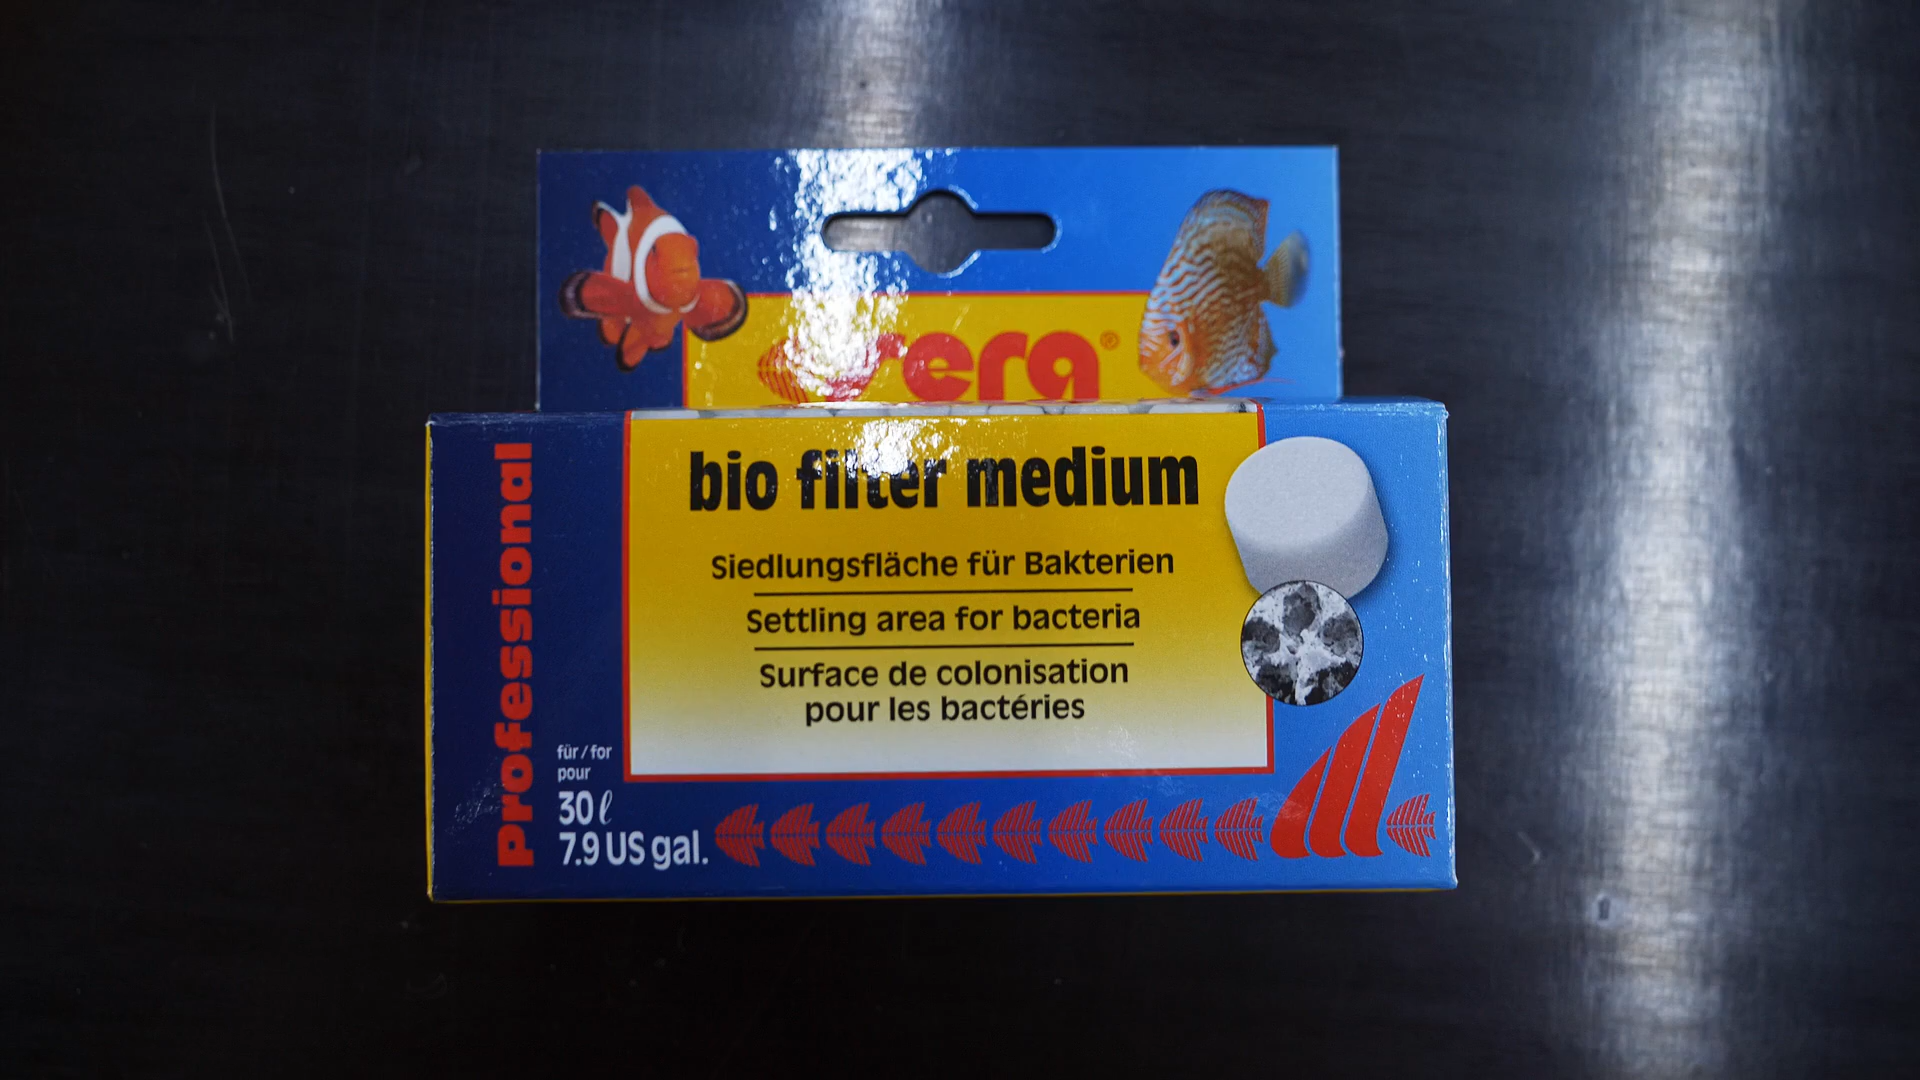 sera®
bio filter medium
Siedlungsfläche für Bakterien
Settling area for bacteria
Surface de colonisation
pour les bactéries
Professional
für / for
pour
30 ℓ
7.9 US gal.